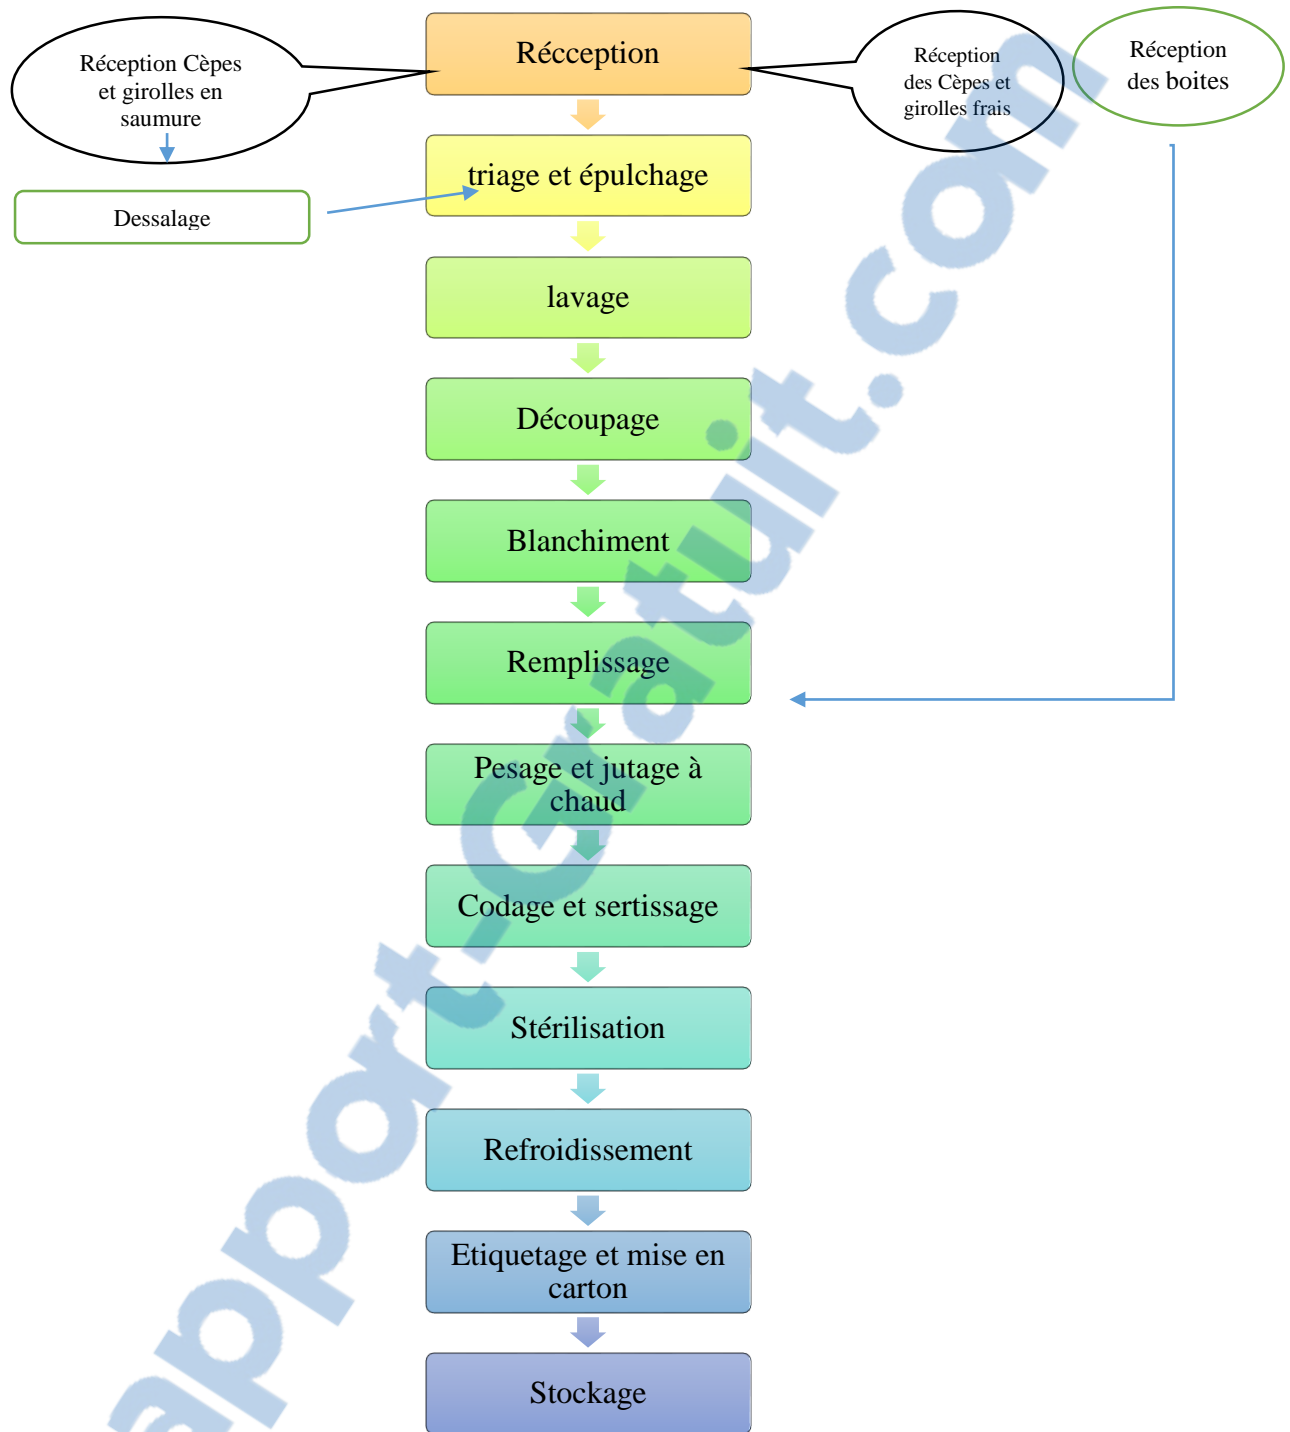 Récception
Réception Cèpes
et girolles en
saumure
Réception
des Cèpes et
girolles frais
Réception
des boites
triage et épulchage
Dessalage
lavage
Découpage
Blanchiment
Remplissage
Pesage et jutage à
chaud
Codage et sertissage
Stérilisation
Refroidissement
Etiquetage et mise en
carton
Stockage
apport-Gratuit.com